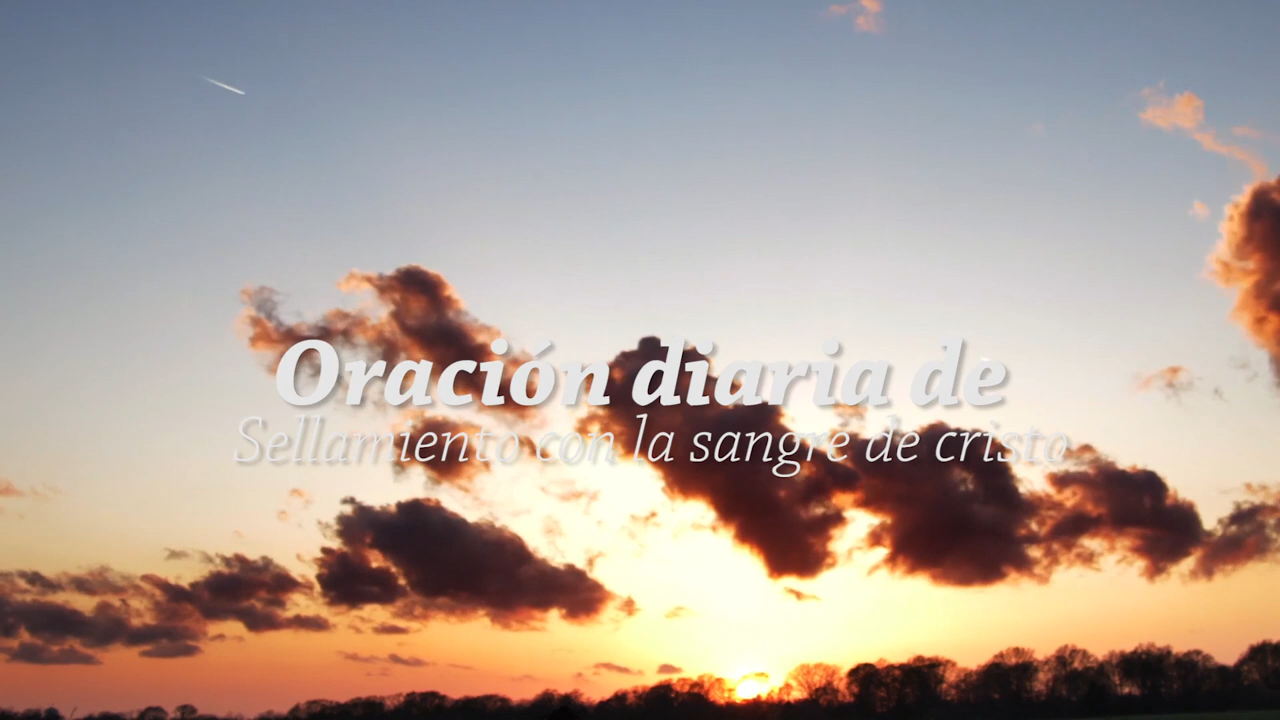 Oración diaria de
Sellamiento con la sangre de cristo